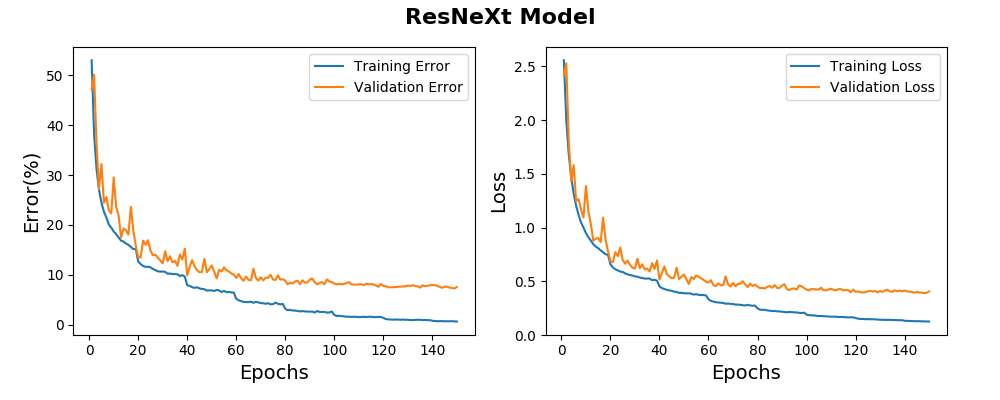 ResNeXt Model
Error(%)
50
40
30
20
10
0
Training Error
Validation Error
0 20 40 60 80 100 120 140
Epochs
Loss
2.5
2.0
1.5
1.0
0.5
0.0
Training Loss
Validation Loss
0 20 40 60 80 100 120 140
Epochs